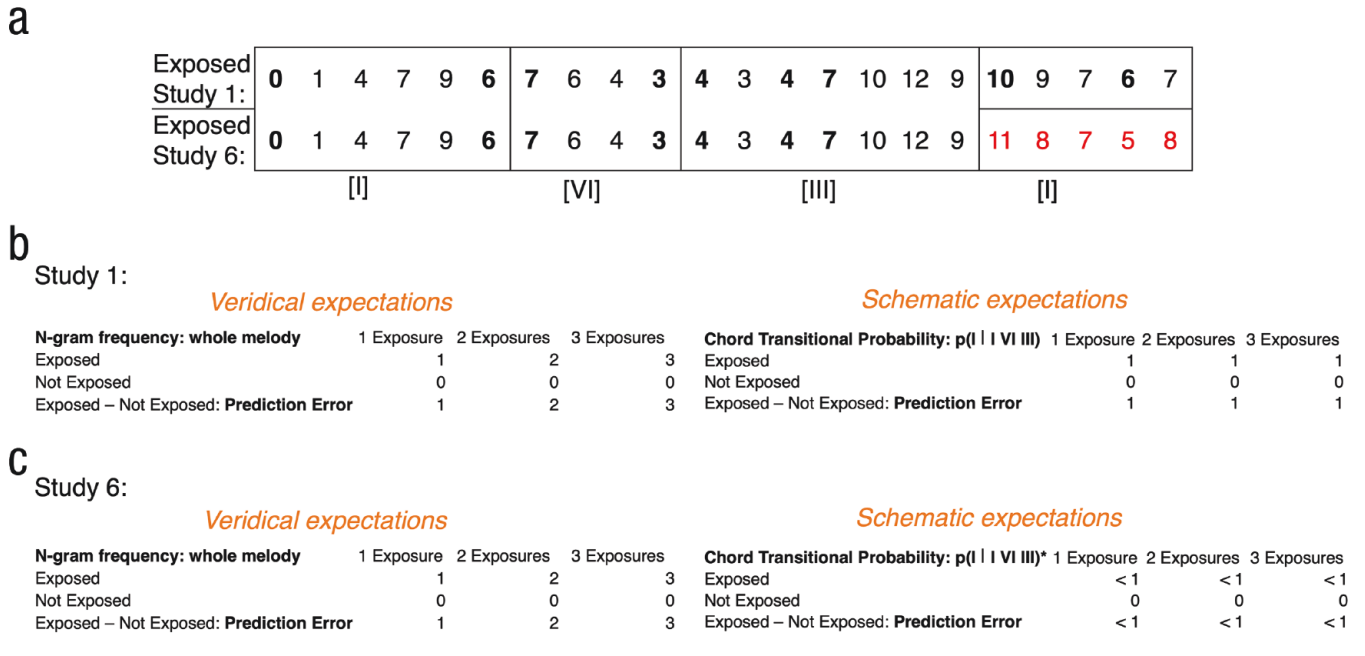 a
Exposed Study 1: 0 1 4 7 9 6 7 6 4 3 4 3 4 7 10 12 9 10 9 7 6 7
Exposed Study 6: 0 1 4 7 9 6 7 6 4 3 4 3 4 7 10 12 9 11 8 7 5 8
[I] [VI] [III] [I]
b
Study 1:
Veridical expectations Schematic expectations
N-gram frequency: whole melody 1 Exposure 2 Exposures 3 Exposures Chord Transitional Probability: p(I | I VI III) 1 Exposure 2 Exposures 3 Exposures
Exposed 1 2 3 Exposed 1 1 1
Not Exposed 0 0 0 Not Exposed 0 0 0
Exposed – Not Exposed: Prediction Error 1 2 3 Exposed – Not Exposed: Prediction Error 1 1 1
c
Study 6:
Veridical expectations Schematic expectations
N-gram frequency: whole melody 1 Exposure 2 Exposures 3 Exposures Chord Transitional Probability: p(I | I VI III)* 1 Exposure 2 Exposures 3 Exposures
Exposed 1 2 3 Exposed < 1 < 1 < 1
Not Exposed 0 0 0 Not Exposed 0 0 0
Exposed – Not Exposed: Prediction Error 1 2 3 Exposed – Not Exposed: Prediction Error < 1 < 1 < 1